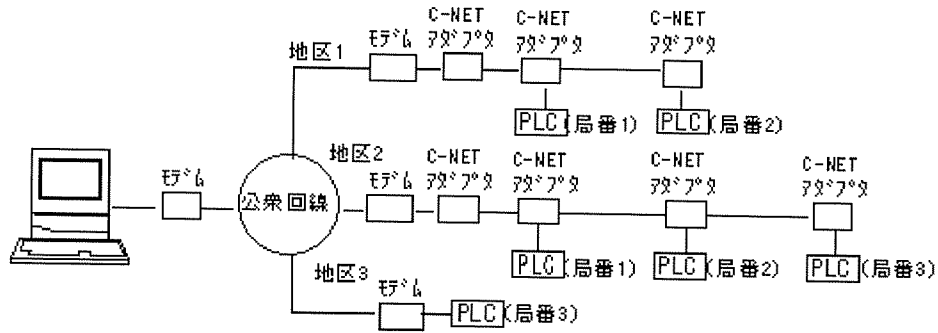 地区1
ﾓﾃﾞﾑ
C-NET
ｱﾀﾞﾌﾟﾀ
C-NET
ｱﾀﾞﾌﾟﾀ
C-NET
ｱﾀﾞﾌﾟﾀ
PLC(局番1)
PLC(局番2)
ﾓﾃﾞﾑ
公衆回線
地区2
ﾓﾃﾞﾑ
C-NET
ｱﾀﾞﾌﾟﾀ
C-NET
ｱﾀﾞﾌﾟﾀ
C-NET
ｱﾀﾞﾌﾟﾀ
C-NET
ｱﾀﾞﾌﾟﾀ
PLC(局番1)
PLC(局番2)
PLC(局番3)
地区3
ﾓﾃﾞﾑ
PLC(局番3)